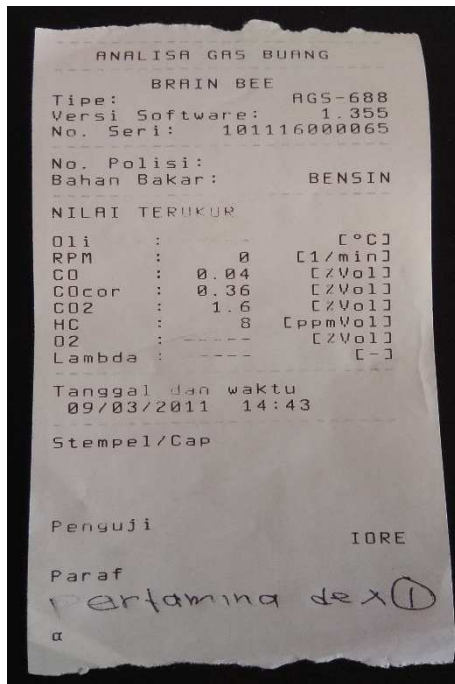 ANALISA GAS BUANG
BRAIN BEE
Tipe: AGS-688
Versi Software: 1.355
No. Seri: 101116000065
No. Polisi:
Bahan Bakar: BENSIN
NILAI TERUKUR
Oli : ----- [°C]
RPM : 0 [1/min]
CO : 0.04 [%Vol]
COcor : 0.36 [%Vol]
CO2 : 1.6 [%Vol]
HC : 8 [ppmVol]
O2 : ----- [%Vol]
Lambda : ----- [-]
Tanggal dan waktu
09/03/2011 14:43
Stempel/Cap
Penguji
IORE
Paraf
Pertamina dex ①
α